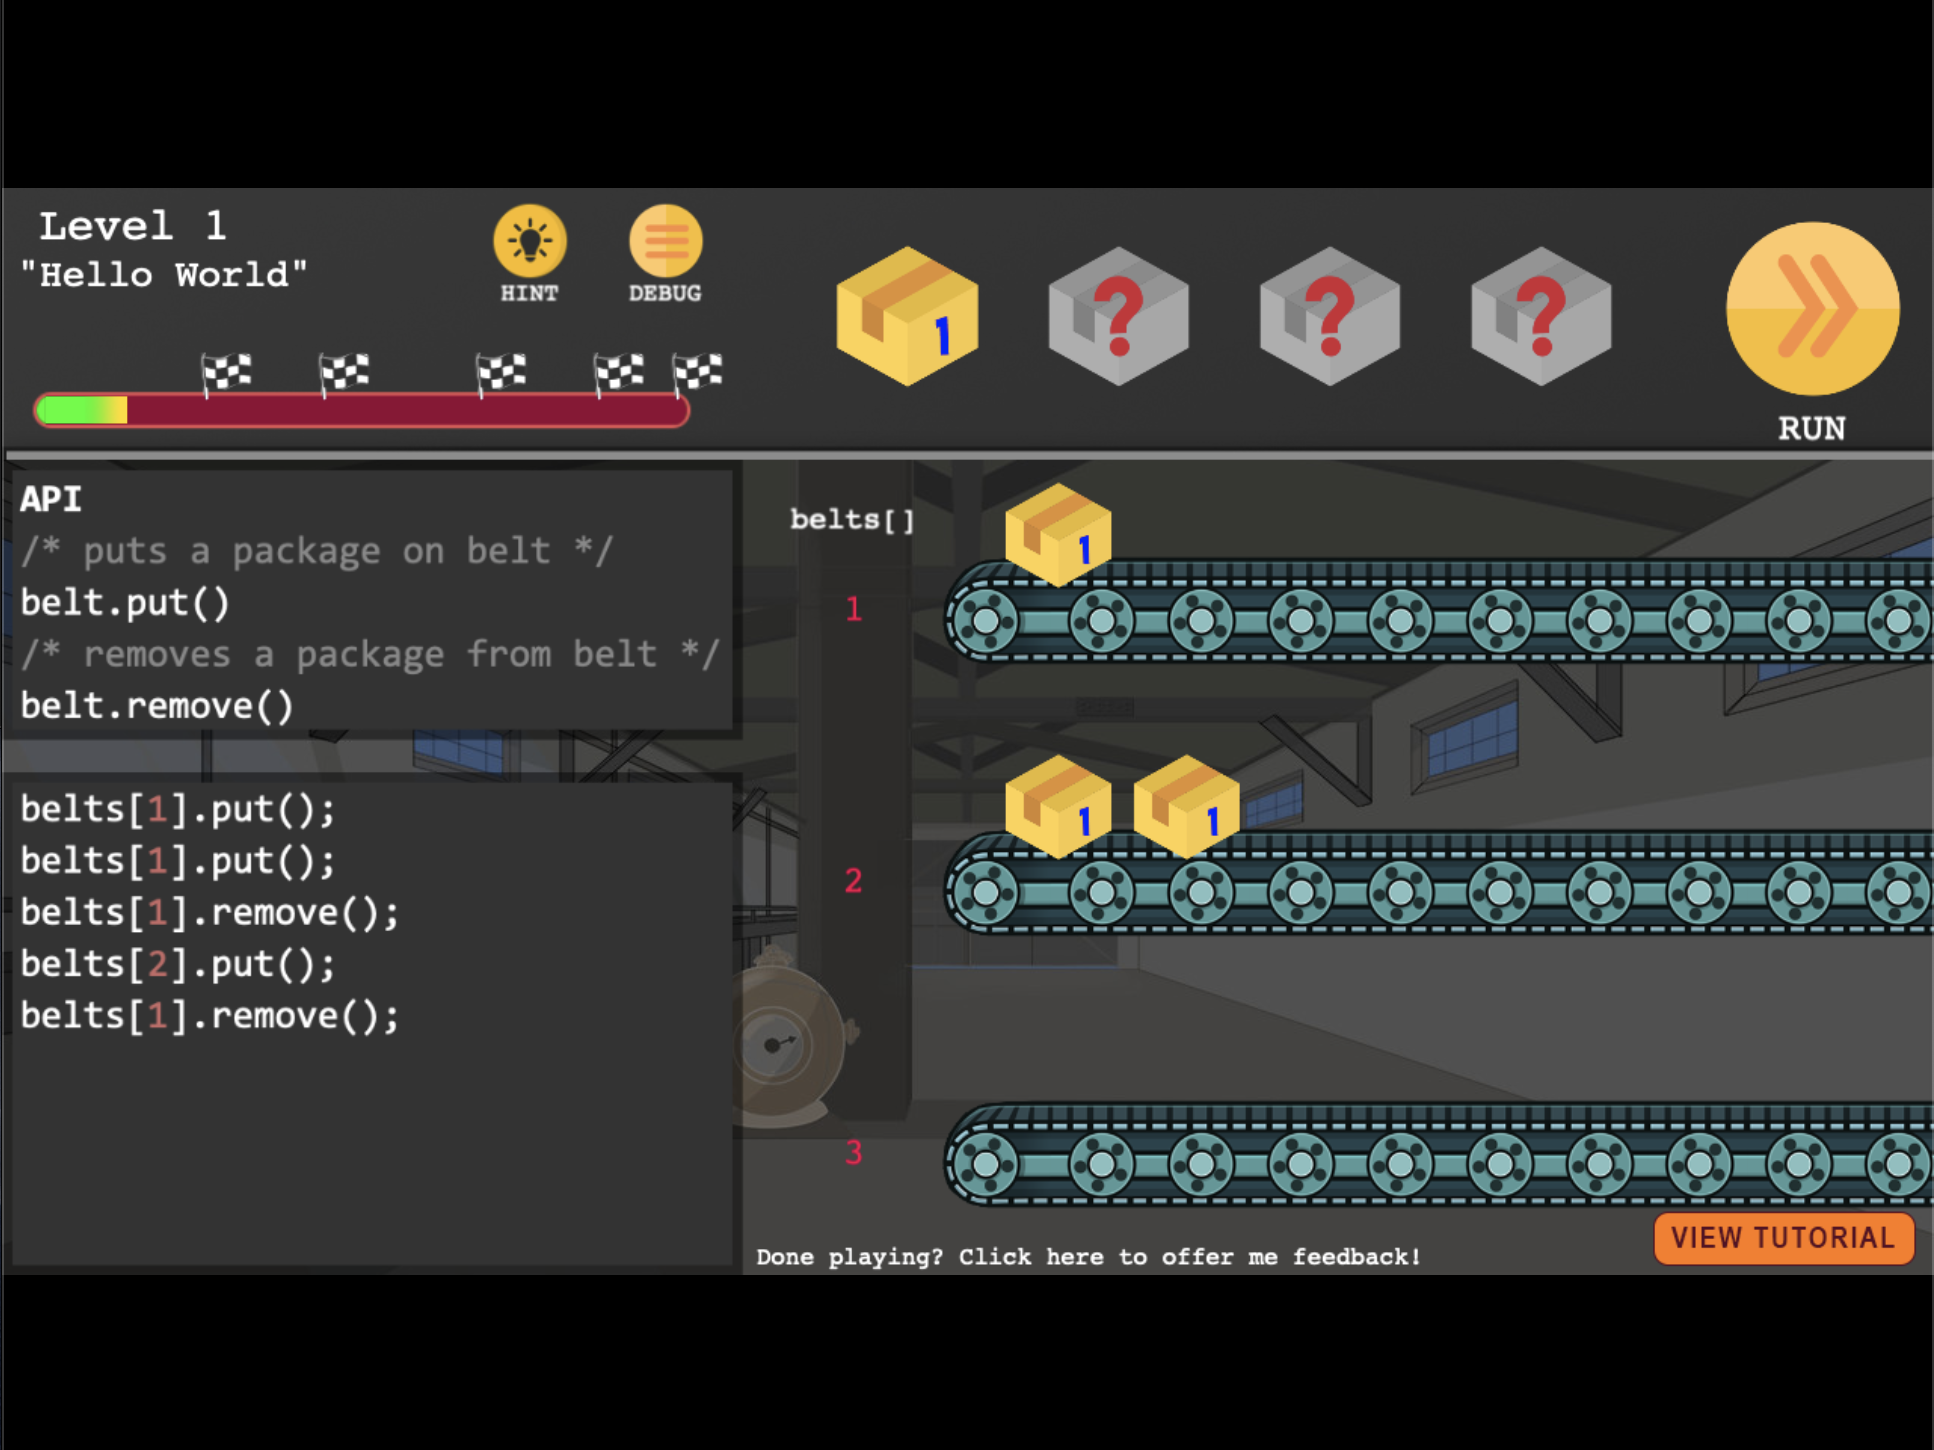 Level 1
"Hello World"
HINT
DEBUG
1
?
?
?
RUN
API
/* puts a package on belt */
belt.put()
/* removes a package from belt */
belt.remove()
belts[1].put();
belts[1].put();
belts[1].remove();
belts[2].put();
belts[1].remove();
belts[]
1
1
1
1
2
3
VIEW TUTORIAL
Done playing? Click here to offer me feedback!